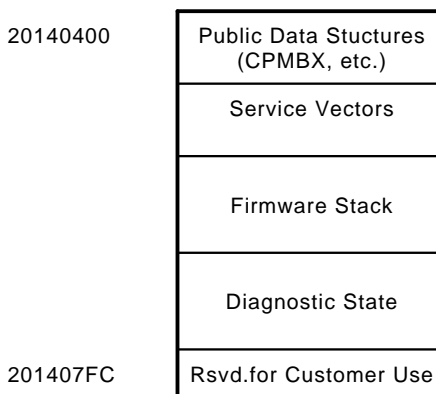 20140400 Public Data Stuctures
(CPMBX, etc.)
Service Vectors
Firmware Stack
Diagnostic State
201407FC Rsvd.for Customer Use